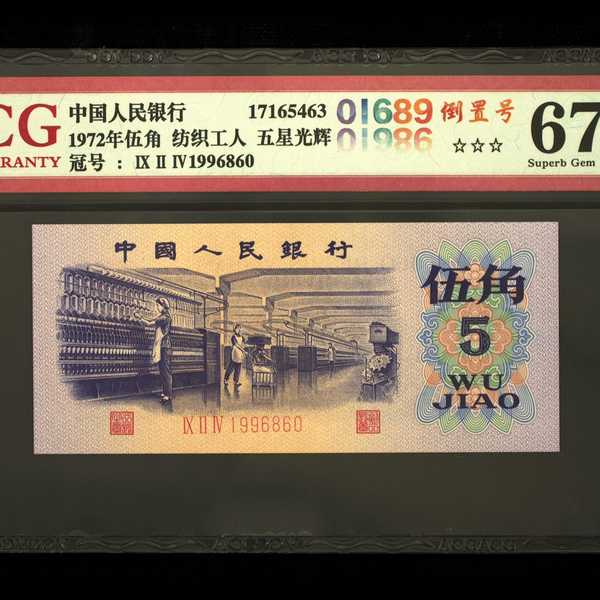 CG
RRANTY
中国人民银行
17165463
1972年伍角 纺织工人 五星光辉
冠号 : IX II IV1996860
01689
01986
倒置号
☆☆☆
67
Superb Gem
中國人民銀行
伍角
5
WU
JIAO
IX II IV 1996860
ACGACG